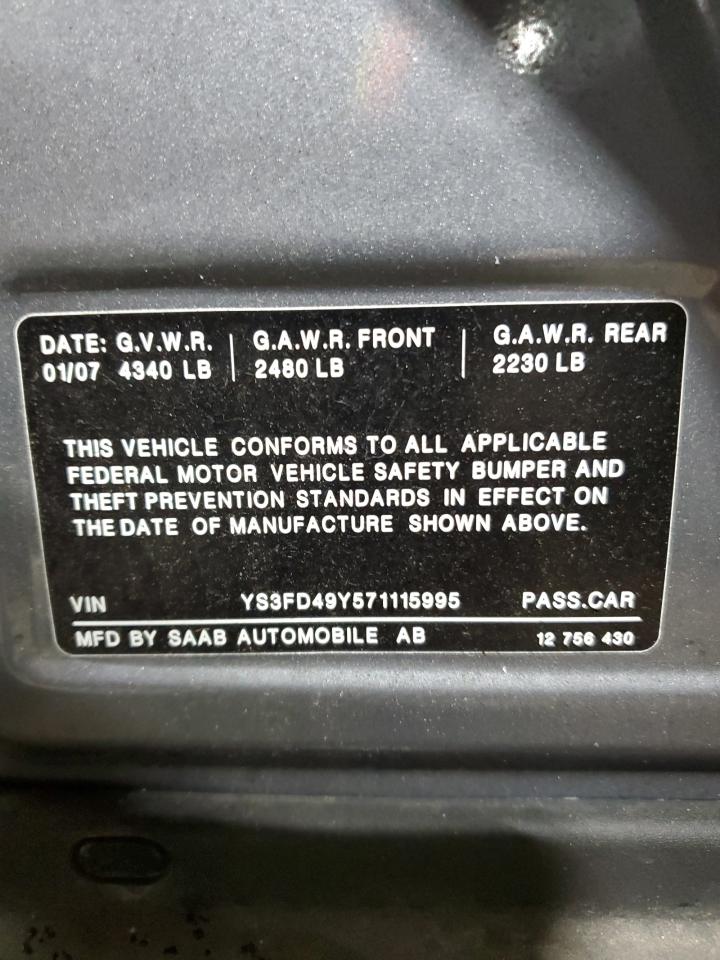 DATE: G.V.W.R. G.A.W.R. FRONT G.A.W.R. REAR
01/07 4340 LB 2480 LB 2230 LB
THIS VEHICLE CONFORMS TO ALL APPLICABLE
FEDERAL MOTOR VEHICLE SAFETY BUMPER AND
THEFT PREVENTION STANDARDS IN EFFECT ON
THE DATE OF MANUFACTURE SHOWN ABOVE.
VIN YS3FD49Y571115995 PASS.CAR
MFD BY SAAB AUTOMOBILE AB 12 756 430